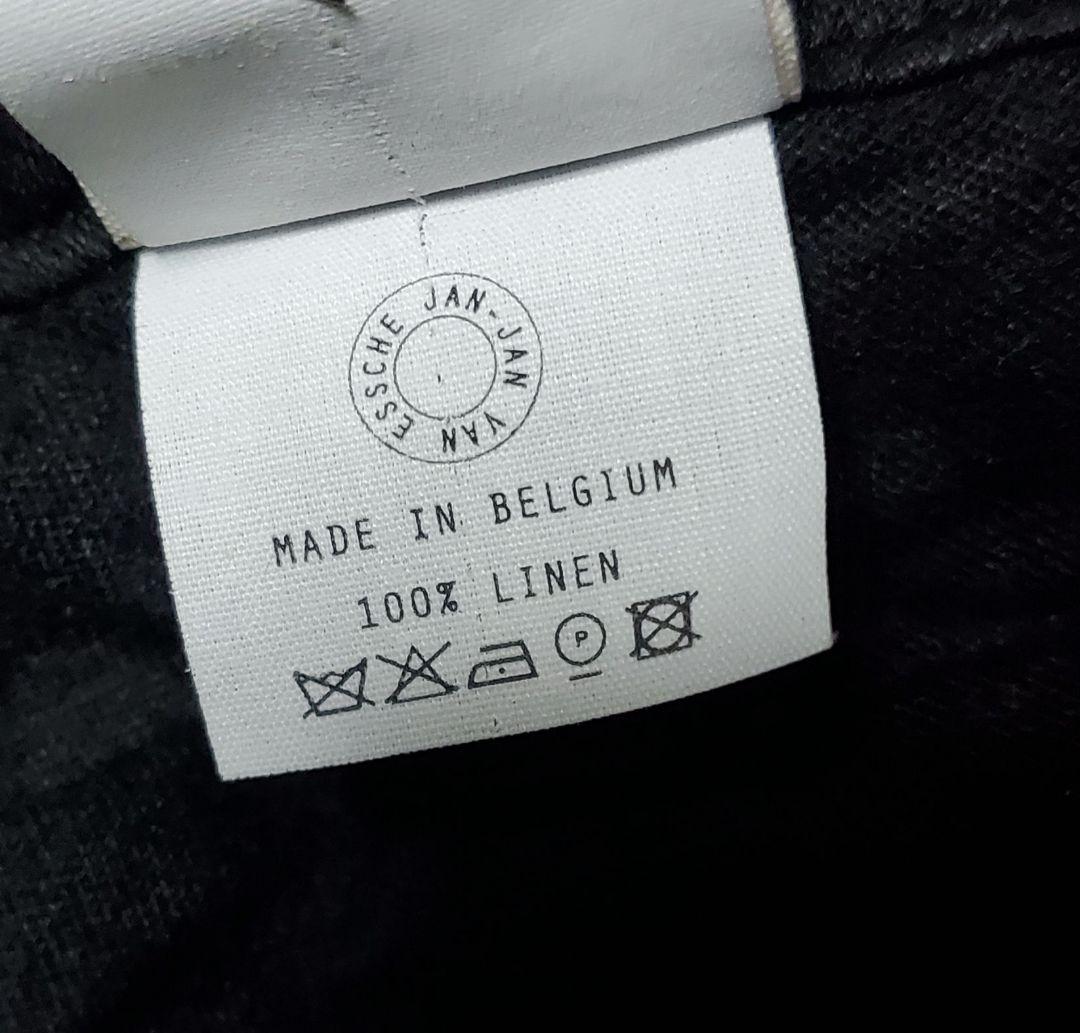 JAN-JAN VAN ESSCHE
MADE IN BELGIUM
100% LINEN
P